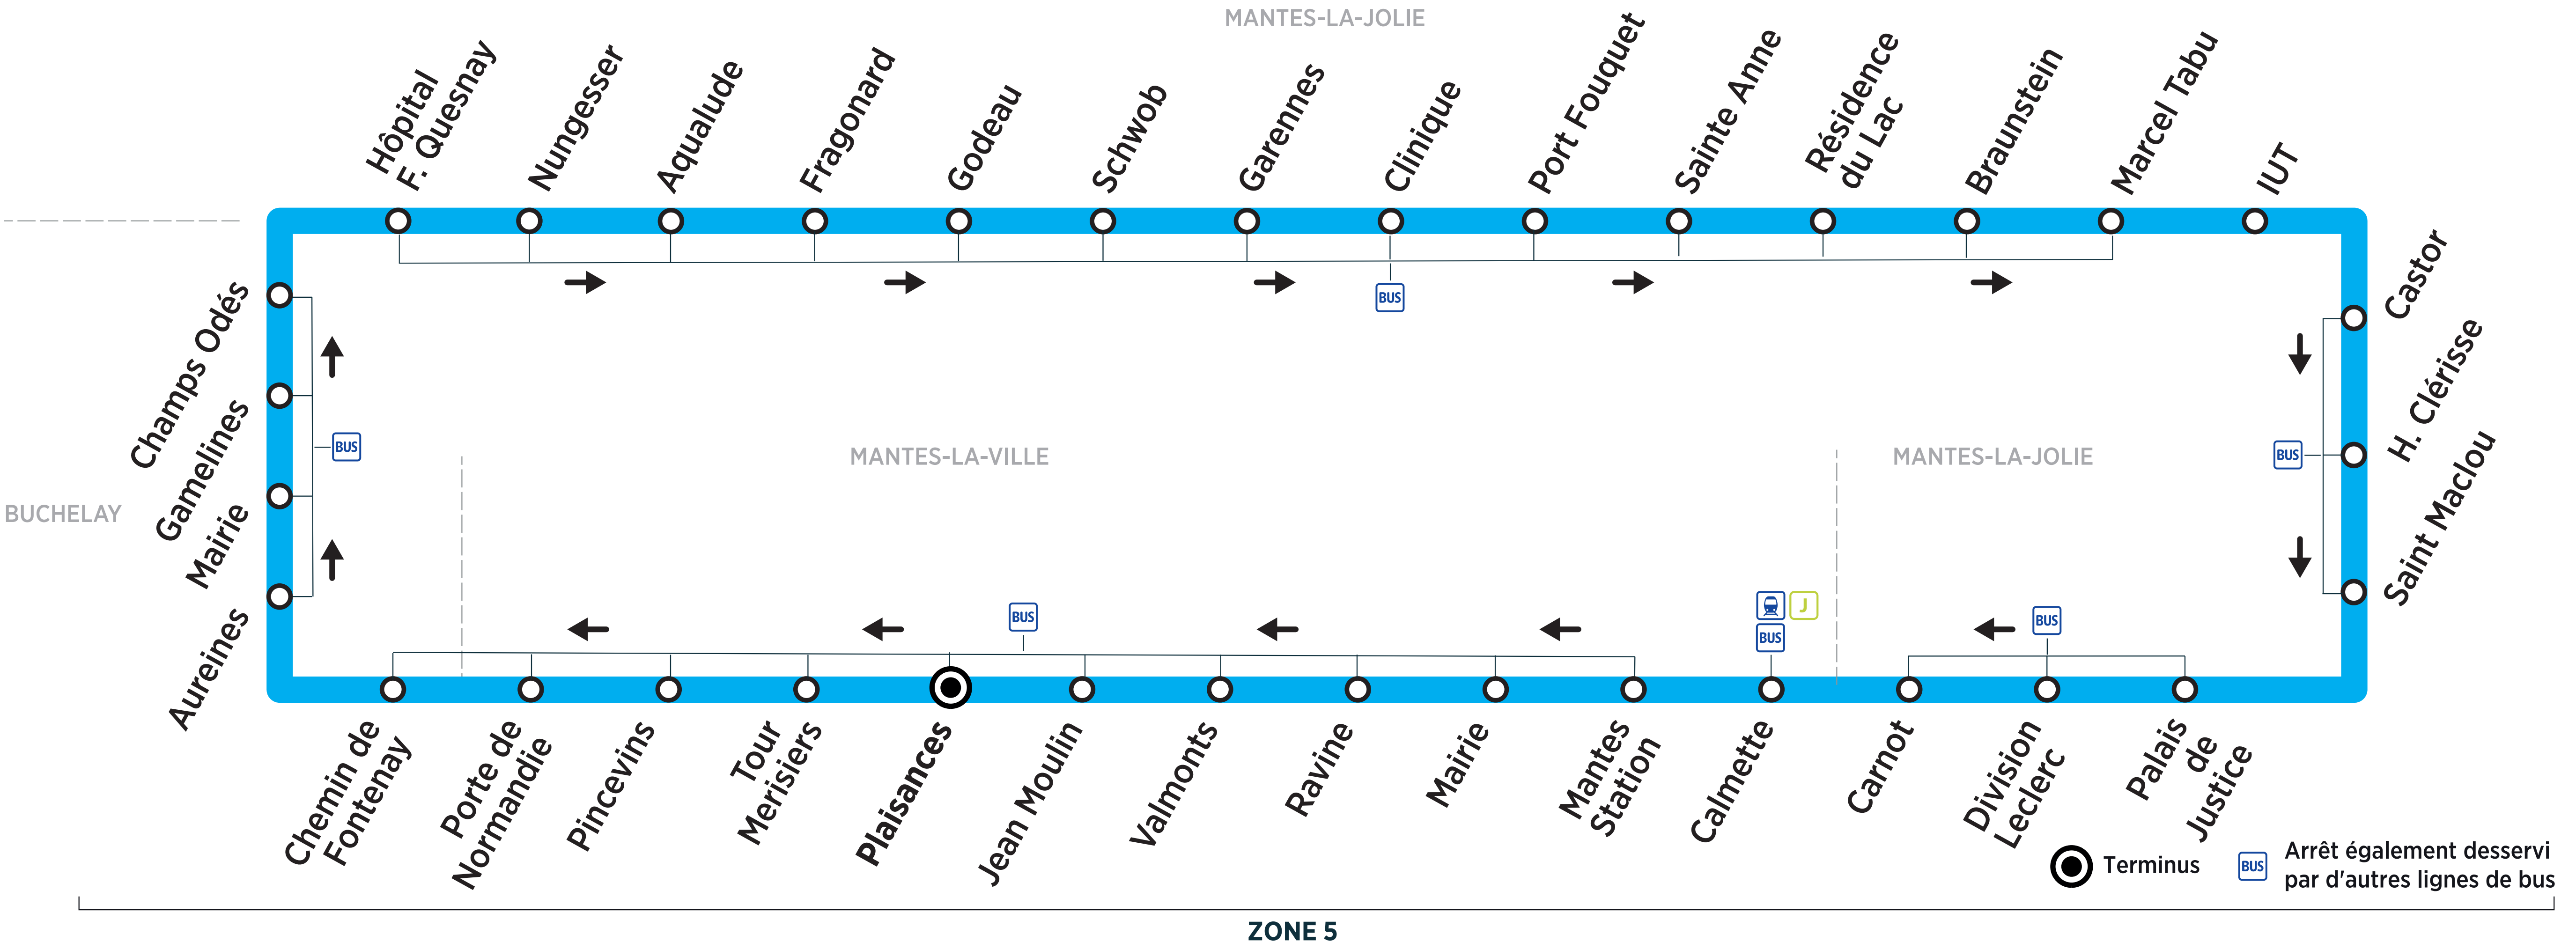 MANTES-LA-JOLIE
Hôpital
F. Quesnay
Nungesser
Aqualude
Fragonard
Godeau
Schwob
Garennes
Clinique
Port Fouquet
Sainte Anne
Résidence
du Lac
Braunstein
Marcel Tabu
IUT
Castor
H. Clérisse
Saint Maclou
BUS
BUS
Champs Odés
Gamelines
Mairie
Aureines
BUS
BUCHELAY
MANTES-LA-VILLE
MANTES-LA-JOLIE
BUS
J
BUS
BUS
Chemin de
Fontenay
Porte de
Normandie
Pincevins
Tour
Merisiers
Plaisances
Jean Moulin
Valmonts
Ravine
Mairie
Mantes
Station
Calmette
Carnot
Division
Leclerc
Palais
de
Justice
Terminus
BUS
Arrêt également desservi
par d'autres lignes de bus
ZONE 5